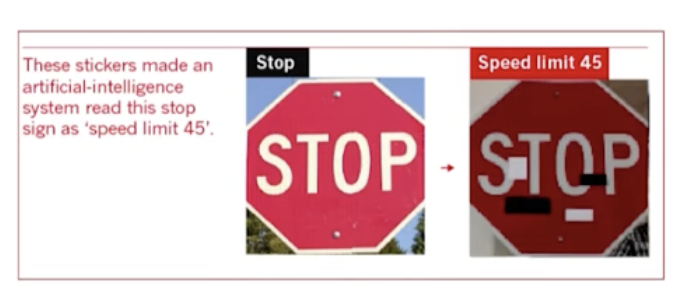 These stickers made an
artificial-intelligence
system read this stop
sign as ‘speed limit 45’.
Stop
STOP
Speed limit 45
STOP